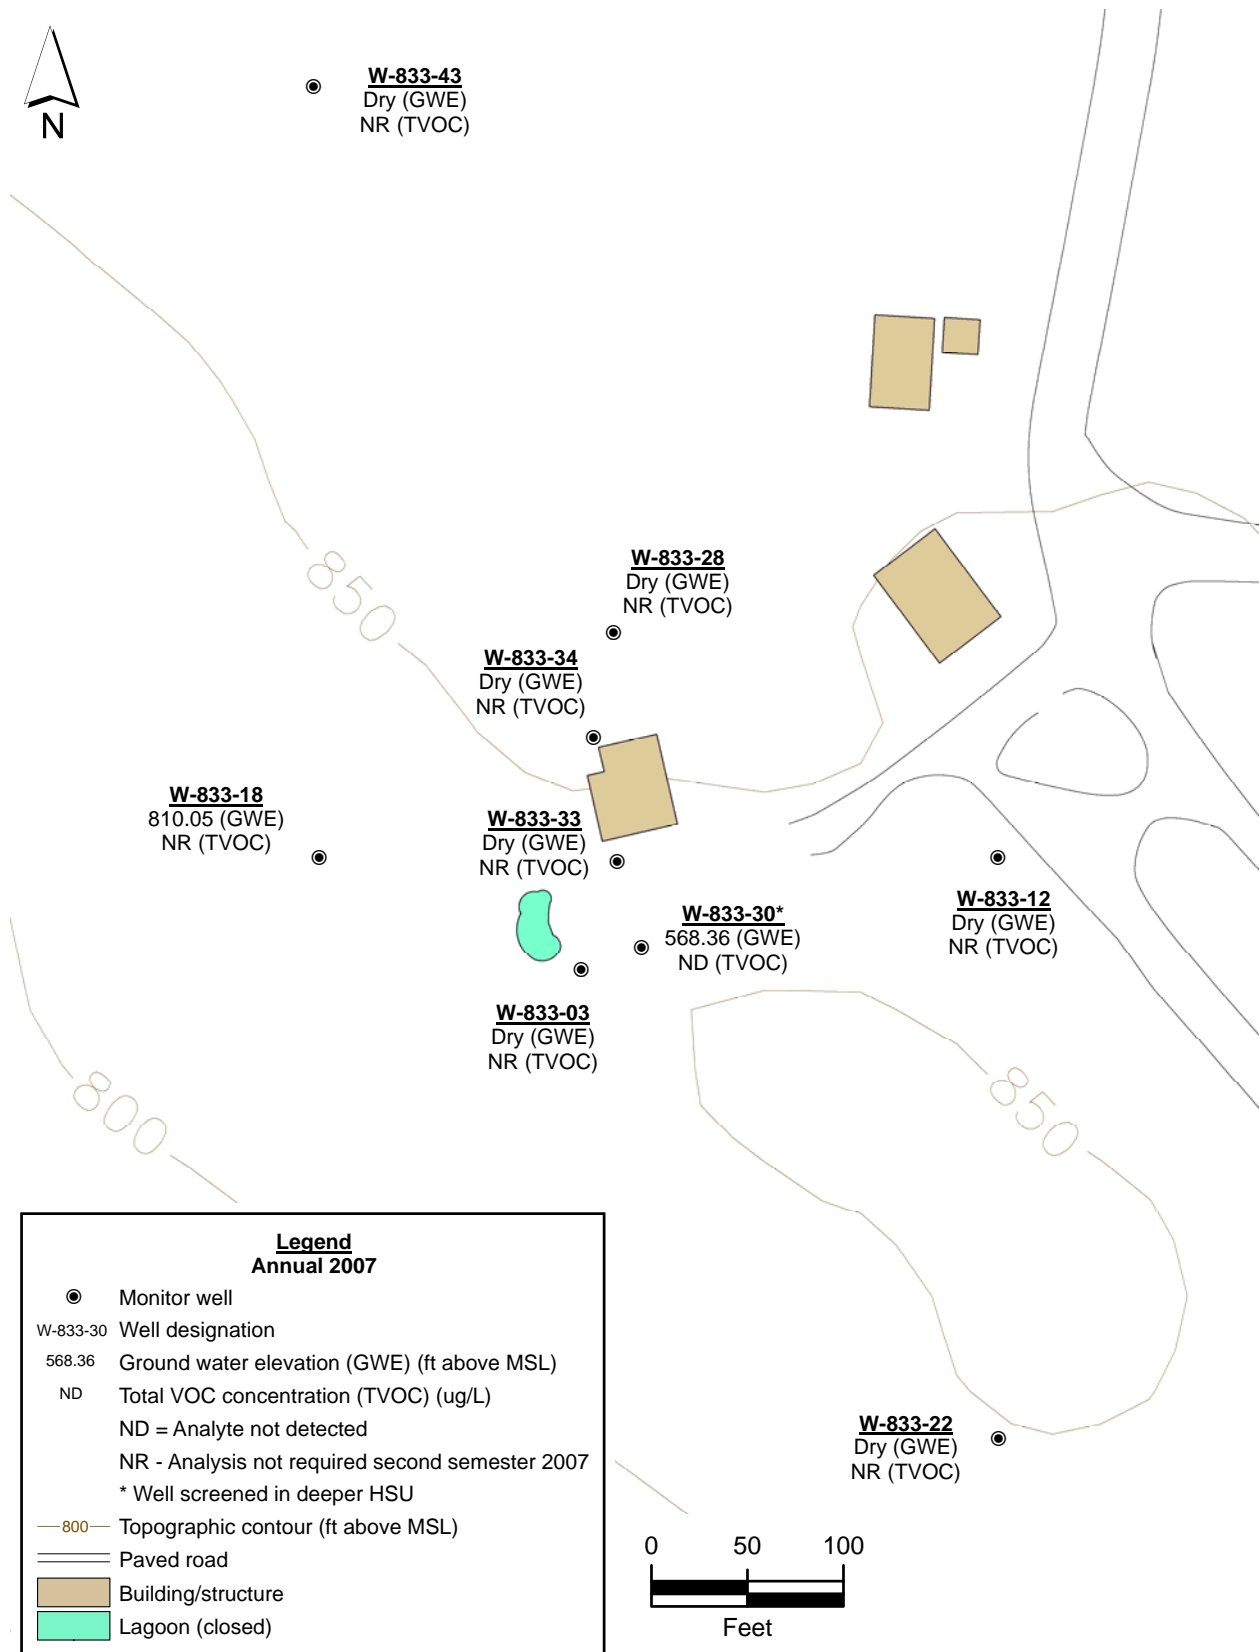 N
W-833-43
Dry (GWE)
NR (TVOC)
850
W-833-28
Dry (GWE)
NR (TVOC)
W-833-34
Dry (GWE)
NR (TVOC)
W-833-18
810.05 (GWE)
NR (TVOC)
W-833-33
Dry (GWE)
NR (TVOC)
W-833-30*
568.36 (GWE)
ND (TVOC)
W-833-12
Dry (GWE)
NR (TVOC)
W-833-03
Dry (GWE)
NR (TVOC)
800
850
Legend
Annual 2007
Monitor well
W-833-30 Well designation
568.36 Ground water elevation (GWE) (ft above MSL)
ND Total VOC concentration (TVOC) (ug/L)
ND = Analyte not detected
NR - Analysis not required second semester 2007
* Well screened in deeper HSU
800 Topographic contour (ft above MSL)
Paved road
Building/structure
Lagoon (closed)
W-833-22
Dry (GWE)
NR (TVOC)
0 50 100
Feet